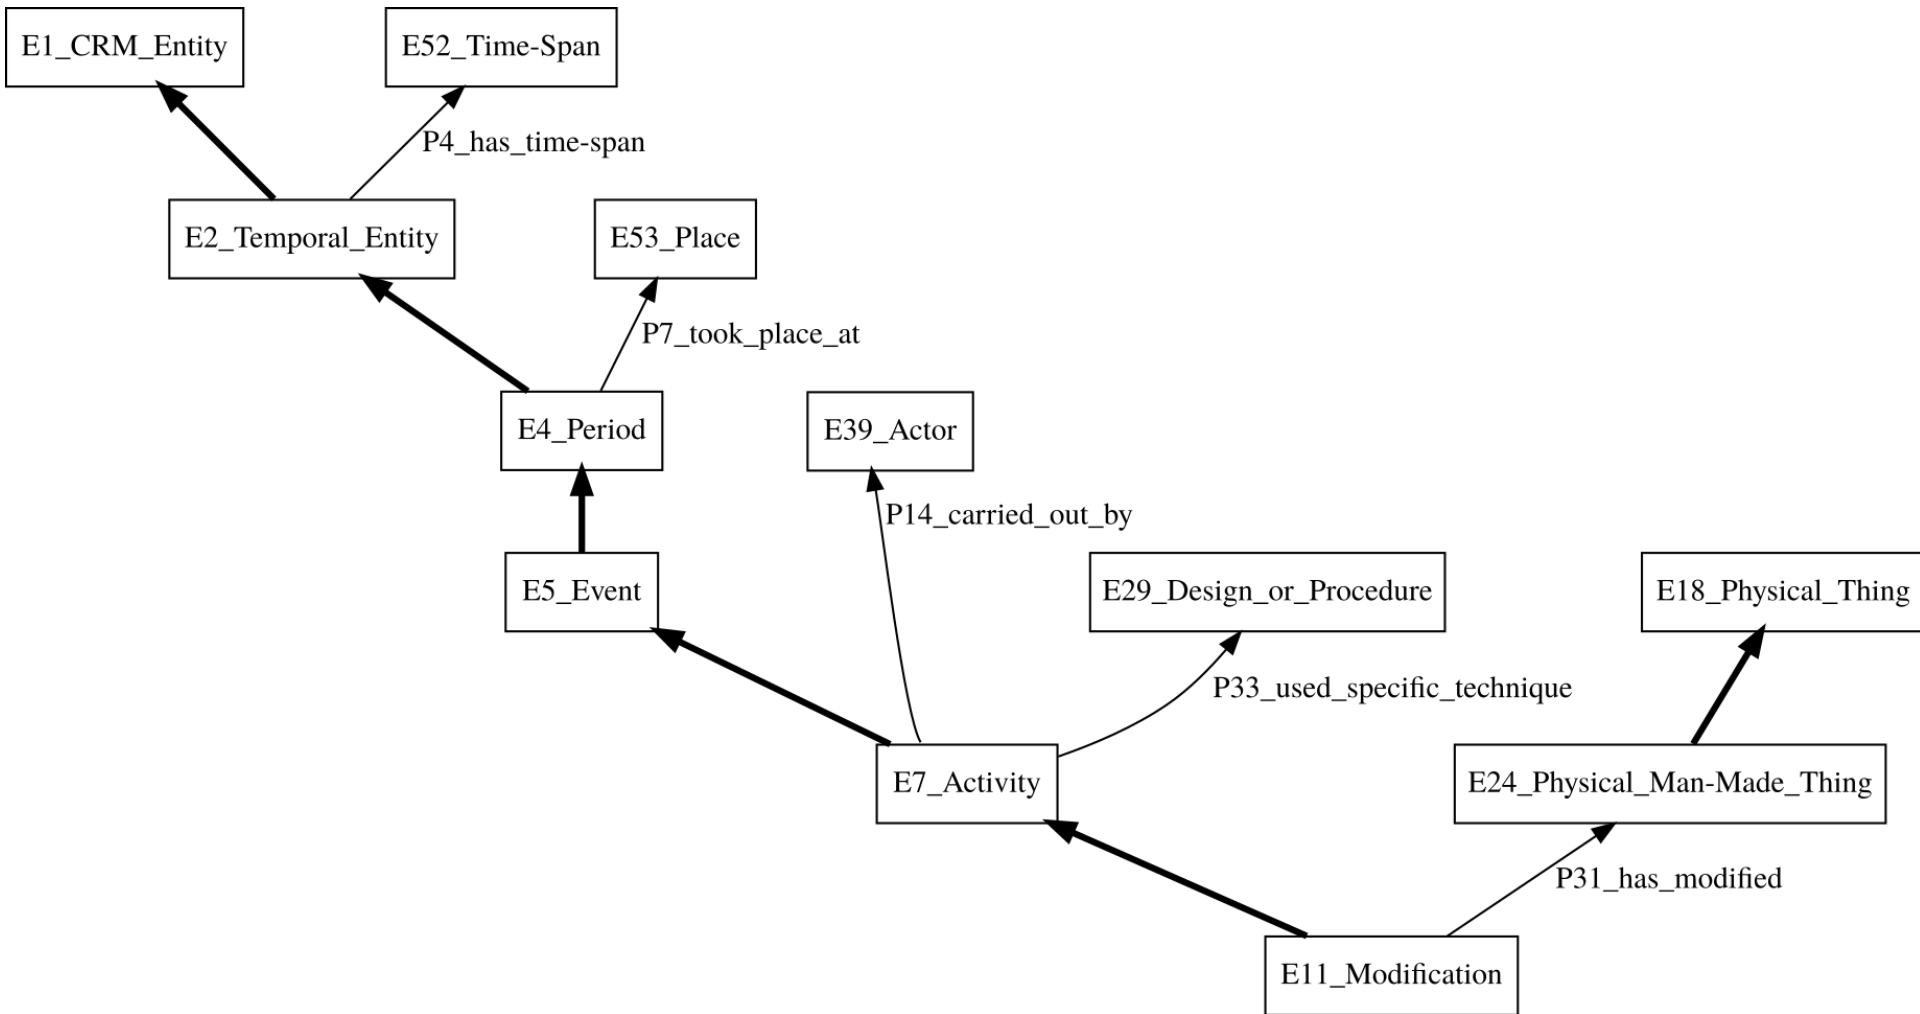 E1_CRM_Entity
E52_Time-Span
P4_has_time-span
E2_Temporal_Entity
E53_Place
P7_took_place_at
E4_Period
E39_Actor
P14_carried_out_by
E5_Event
E29_Design_or_Procedure
E18_Physical_Thing
P33_used_specific_technique
E7_Activity
E24_Physical_Man-Made_Thing
P31_has_modified
E11_Modification